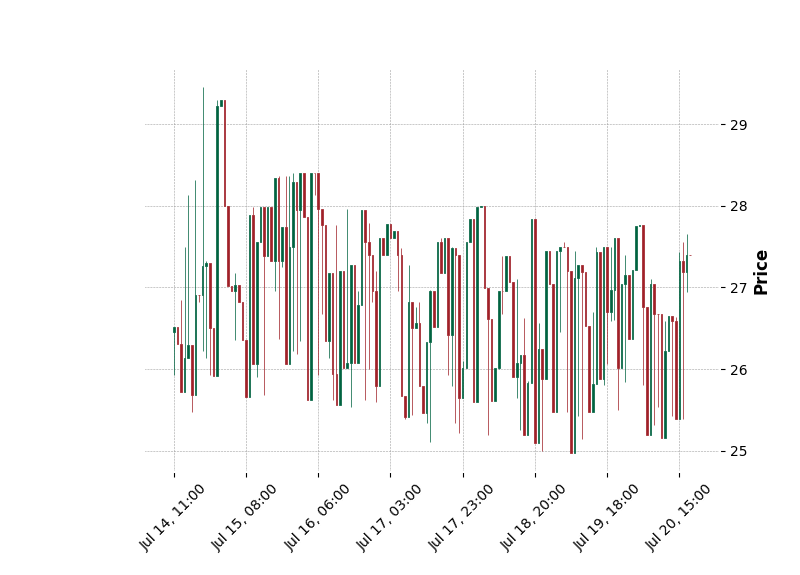 29
28
27
26
25
Price
Jul 14, 11:00
Jul 15, 08:00
Jul 16, 06:00
Jul 17, 03:00
Jul 17, 23:00
Jul 18, 20:00
Jul 19, 18:00
Jul 20, 15:00